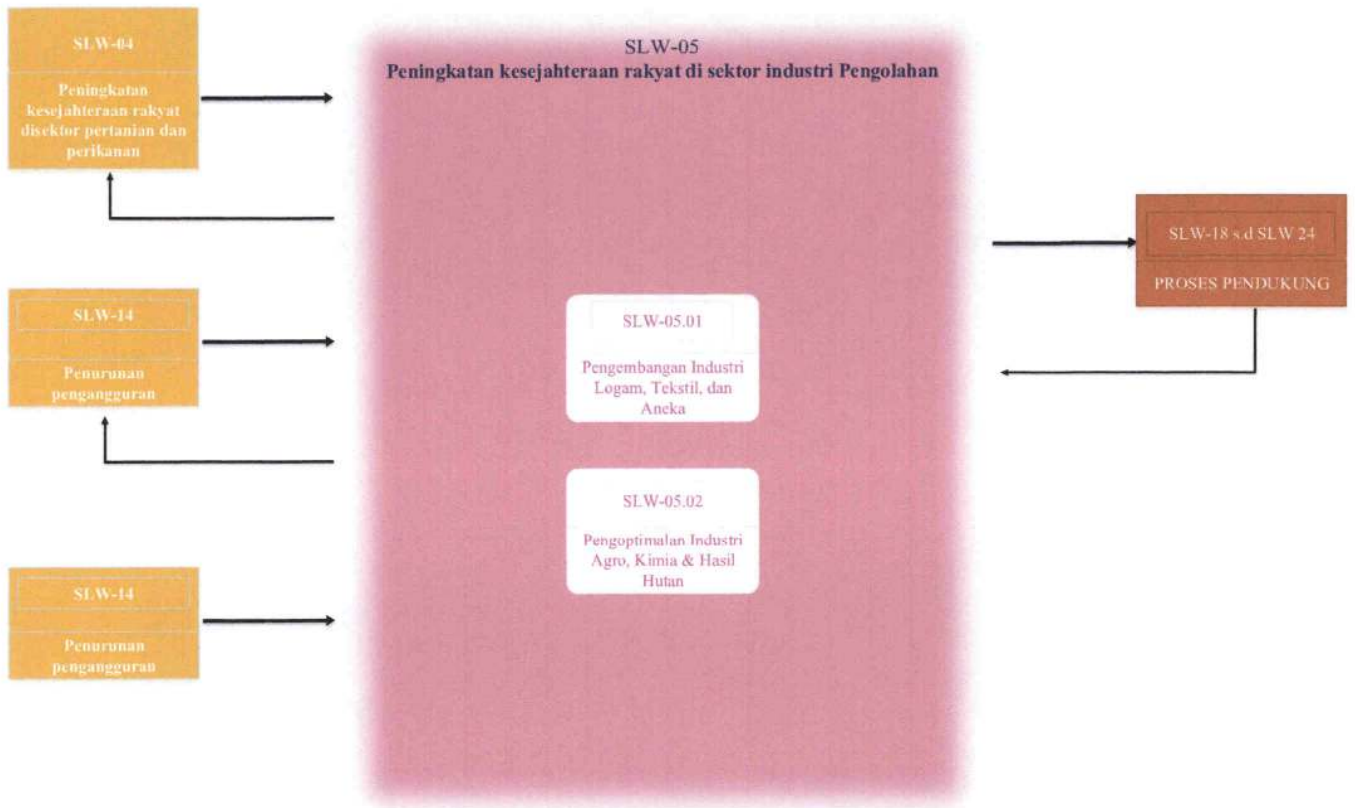 SLW-04
Peningkatan
kesejahteraan rakyat
disektor pertanian dan
perikanan
SLW-14
Penurunan
pengangguran
SLW-14
Penurunan
pengangguran
SLW-05
Peningkatan kesejahteraan rakyat di sektor industri Pengolahan
SLW-05.01
Pengembangan Industri
Logam, Tekstil, dan
Aneka
SLW-05.02
Pengoptimalan Industri
Agro, Kimia & Hasil
Hutan
SLW-18 s.d SLW 24
PROSES PENDUKUNG